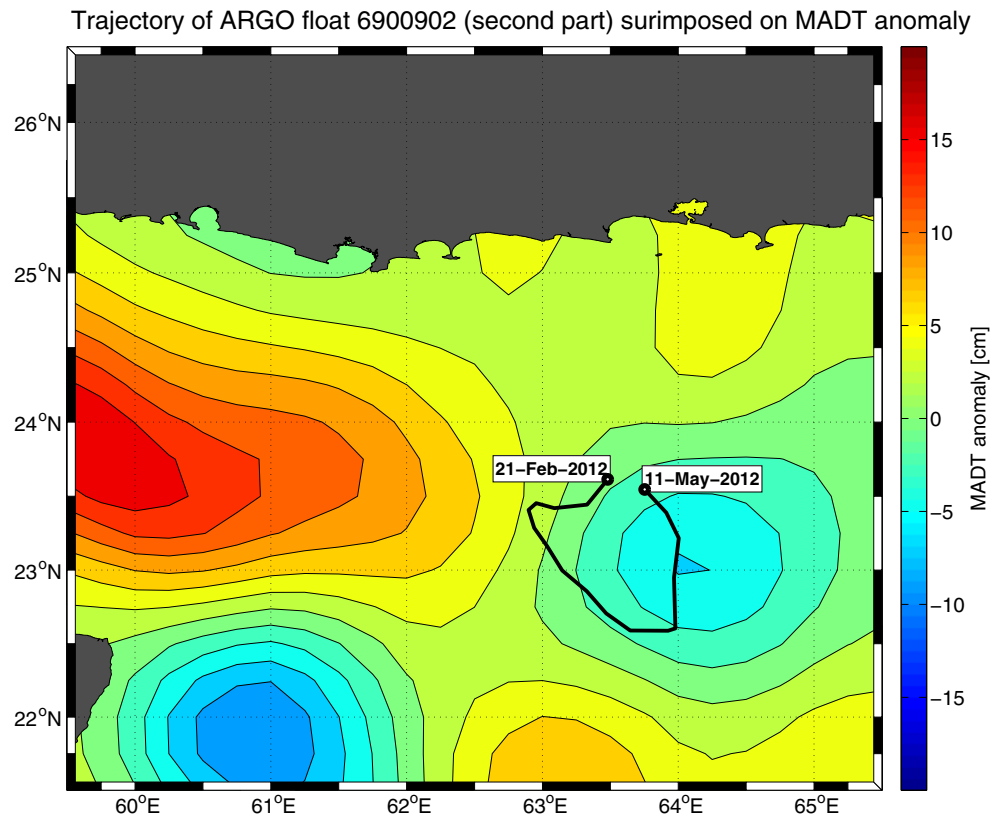 Trajectory of ARGO float 6900902 (second part) surimposed on MADT anomaly
26°N
25°N
24°N
23°N
22°N
60°E
61°E
62°E
63°E
64°E
65°E
21−Feb−2012
11−May−2012
15
10
5
0
−5
−10
−15
MADT anomaly [cm]